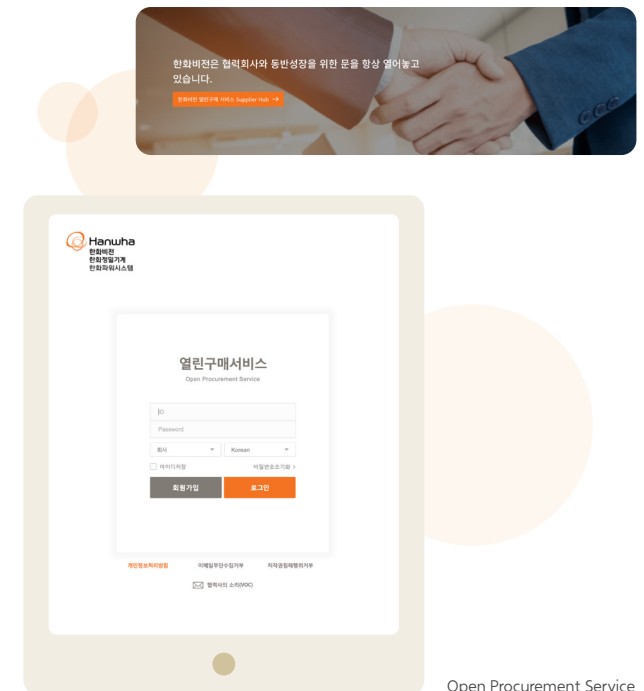 한화비전은 협력회사와 동반성장을 위한 문을 항상 열어놓고
있습니다.
한화비전 열린구매 서비스 Supplier Hub →
Hanwha
한화비전
한화정밀기계
한화파워시스템
열린구매서비스
Open Procurement Service
ID
Password
회사
Korean
아이디저장
비밀번호초기화 >
회원가입
로그인
개인정보처리방침
이메일무단수집거부
저작권침해행위거부
협력사의 소리(VOC)
Open Procurement Service